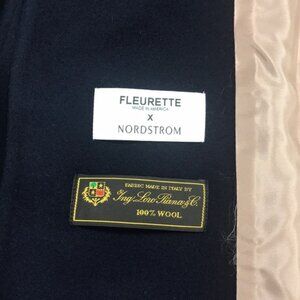 FLEURETTE
MADE IN AMERICA
X
NORDSTROM
FABRIC MADE IN ITALY BY
Ing. Loro Piana & C.
100% WOOL